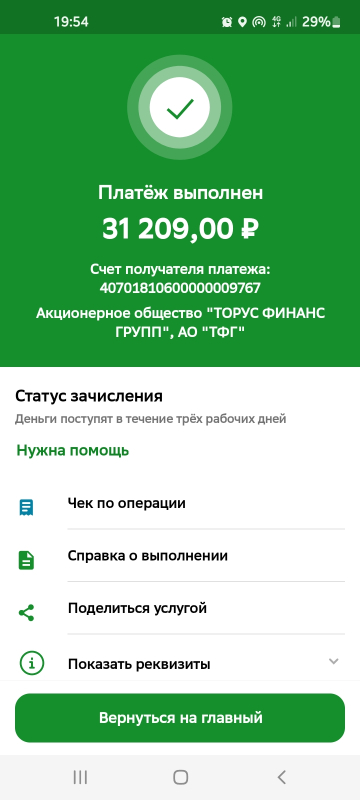 19:54
4G
29%
Платёж выполнен
31 209,00 ₽
Счет получателя платежа:
40701810600000009767
Акционерное общество "ТОРУС ФИНАНС
ГРУПП", АО "ТФГ"
Статус зачисления
Деньги поступят в течение трёх рабочих дней
Нужна помощь
Чек по операции
Справка о выполнении
Поделиться услугой
Показать реквизиты
Вернуться на главный